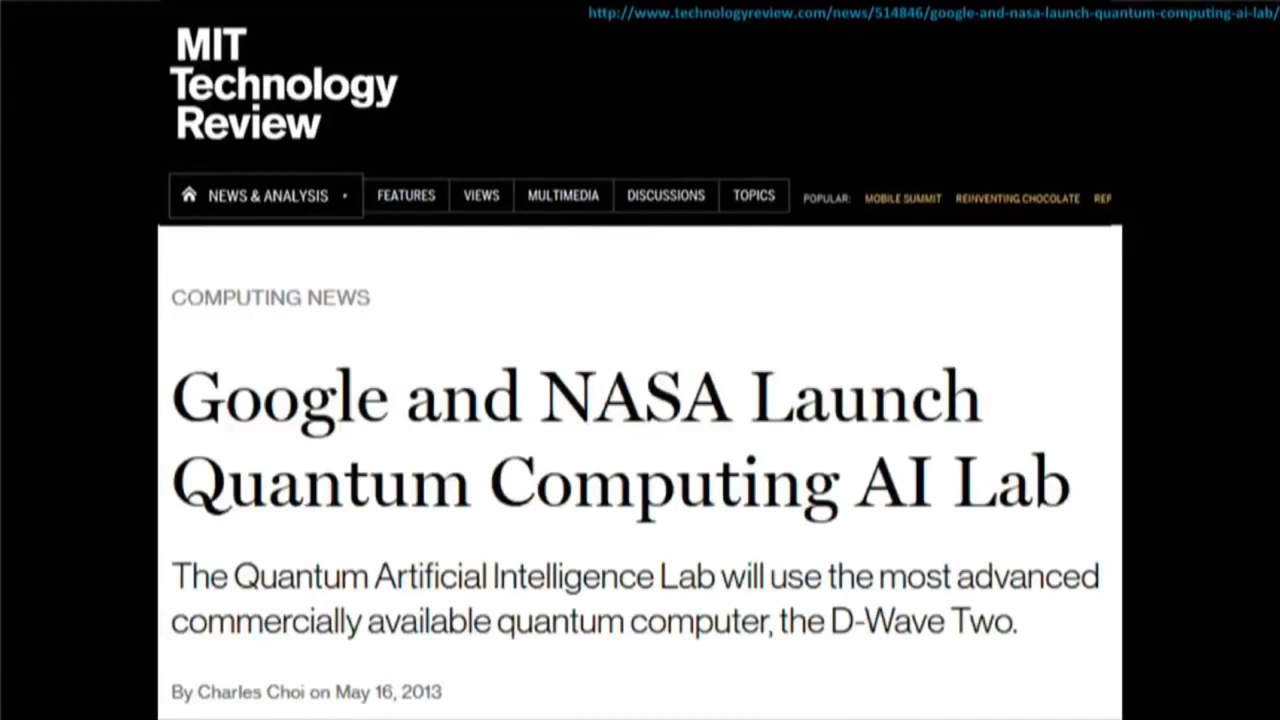 http://www.technologyreview.com/news/514846/google-and-nasa-launch-quantum-computing-ai-lab/
MIT
Technology
Review
NEWS & ANALYSIS FEATURES VIEWS MULTIMEDIA DISCUSSIONS TOPICS POPULAR: MOBILE SUMMIT REINVENTING CHOCOLATE
COMPUTING NEWS
Google and NASA Launch
Quantum Computing AI Lab
The Quantum Artificial Intelligence Lab will use the most advanced
commercially available quantum computer, the D-Wave Two.
By Charles Choi on May 16, 2013